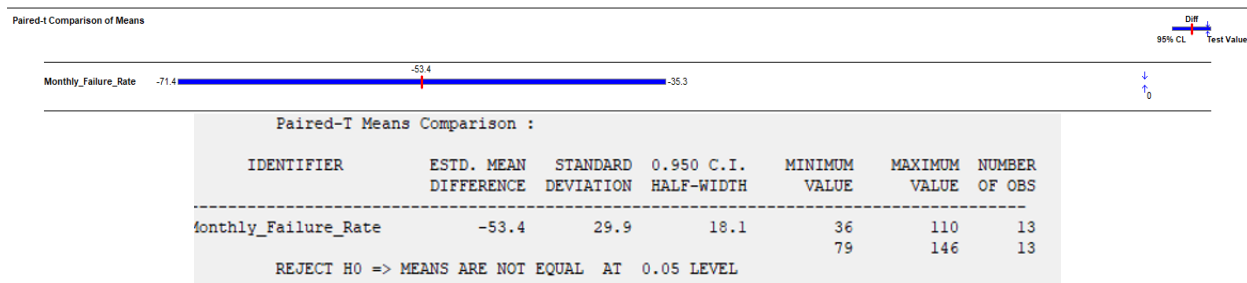 Paired-t Comparison of Means
Diff
95% CL Test Value
-53.4
Monthly_Failure_Rate -71.4 -35.3
0
Paired-T Means Comparison :
IDENTIFIER ESTD. MEAN STANDARD 0.950 C.I. MINIMUM MAXIMUM NUMBER
DIFFERENCE DEVIATION HALF-WIDTH VALUE VALUE OF OBS
Monthly_Failure_Rate -53.4 29.9 18.1 36 110 13
79 146 13
REJECT H0 => MEANS ARE NOT EQUAL AT 0.05 LEVEL